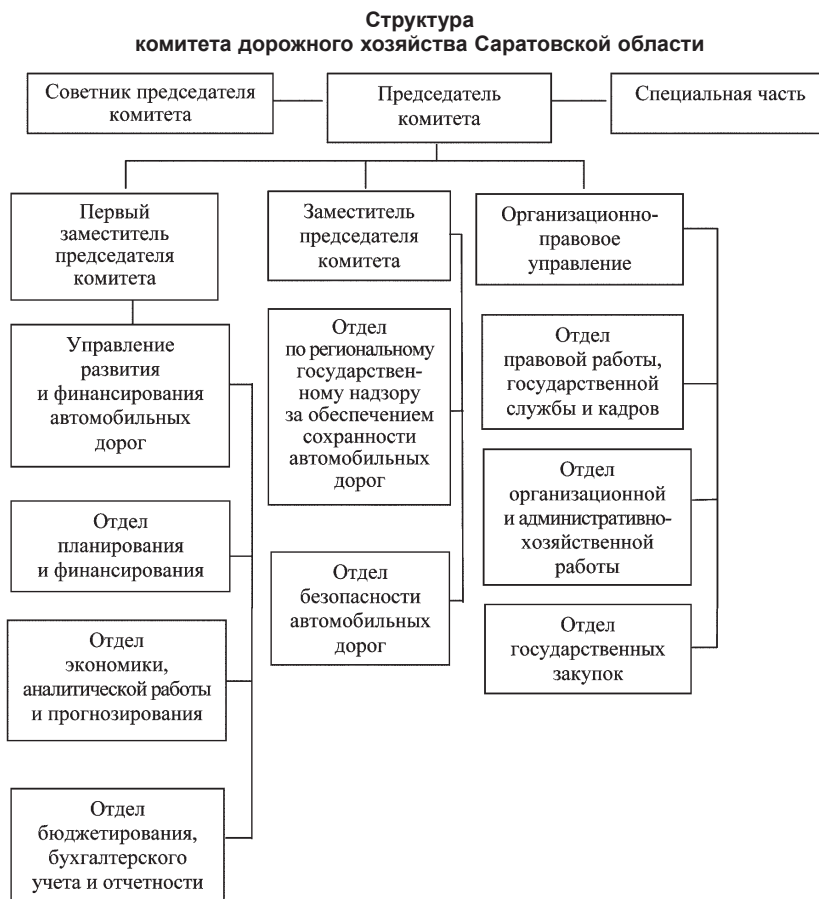 Структура
комитета дорожного хозяйства Саратовской области
Советник председателя
комитета
Председатель
комитета
Специальная часть
Первый
заместитель
председателя
комитета
Заместитель
председателя
комитета
Организационно-
правовое
управление
Управление
развития
и финансирования
автомобильных
дорог
Отдел
по региональному
государствен-
ному надзору
за обеспечением
сохранности
автомобильных
дорог
Отдел
правовой работы,
государственной
службы и кадров
Отдел
планирования
и финансирования
Отдел
безопасности
автомобильных
дорог
Отдел
организационной
и административно-
хозяйственной
работы
Отдел
экономики,
аналитической работы
и прогнозирования
Отдел
государственных
закупок
Отдел
бюджетирования,
бухгалтерского
учета и отчетности